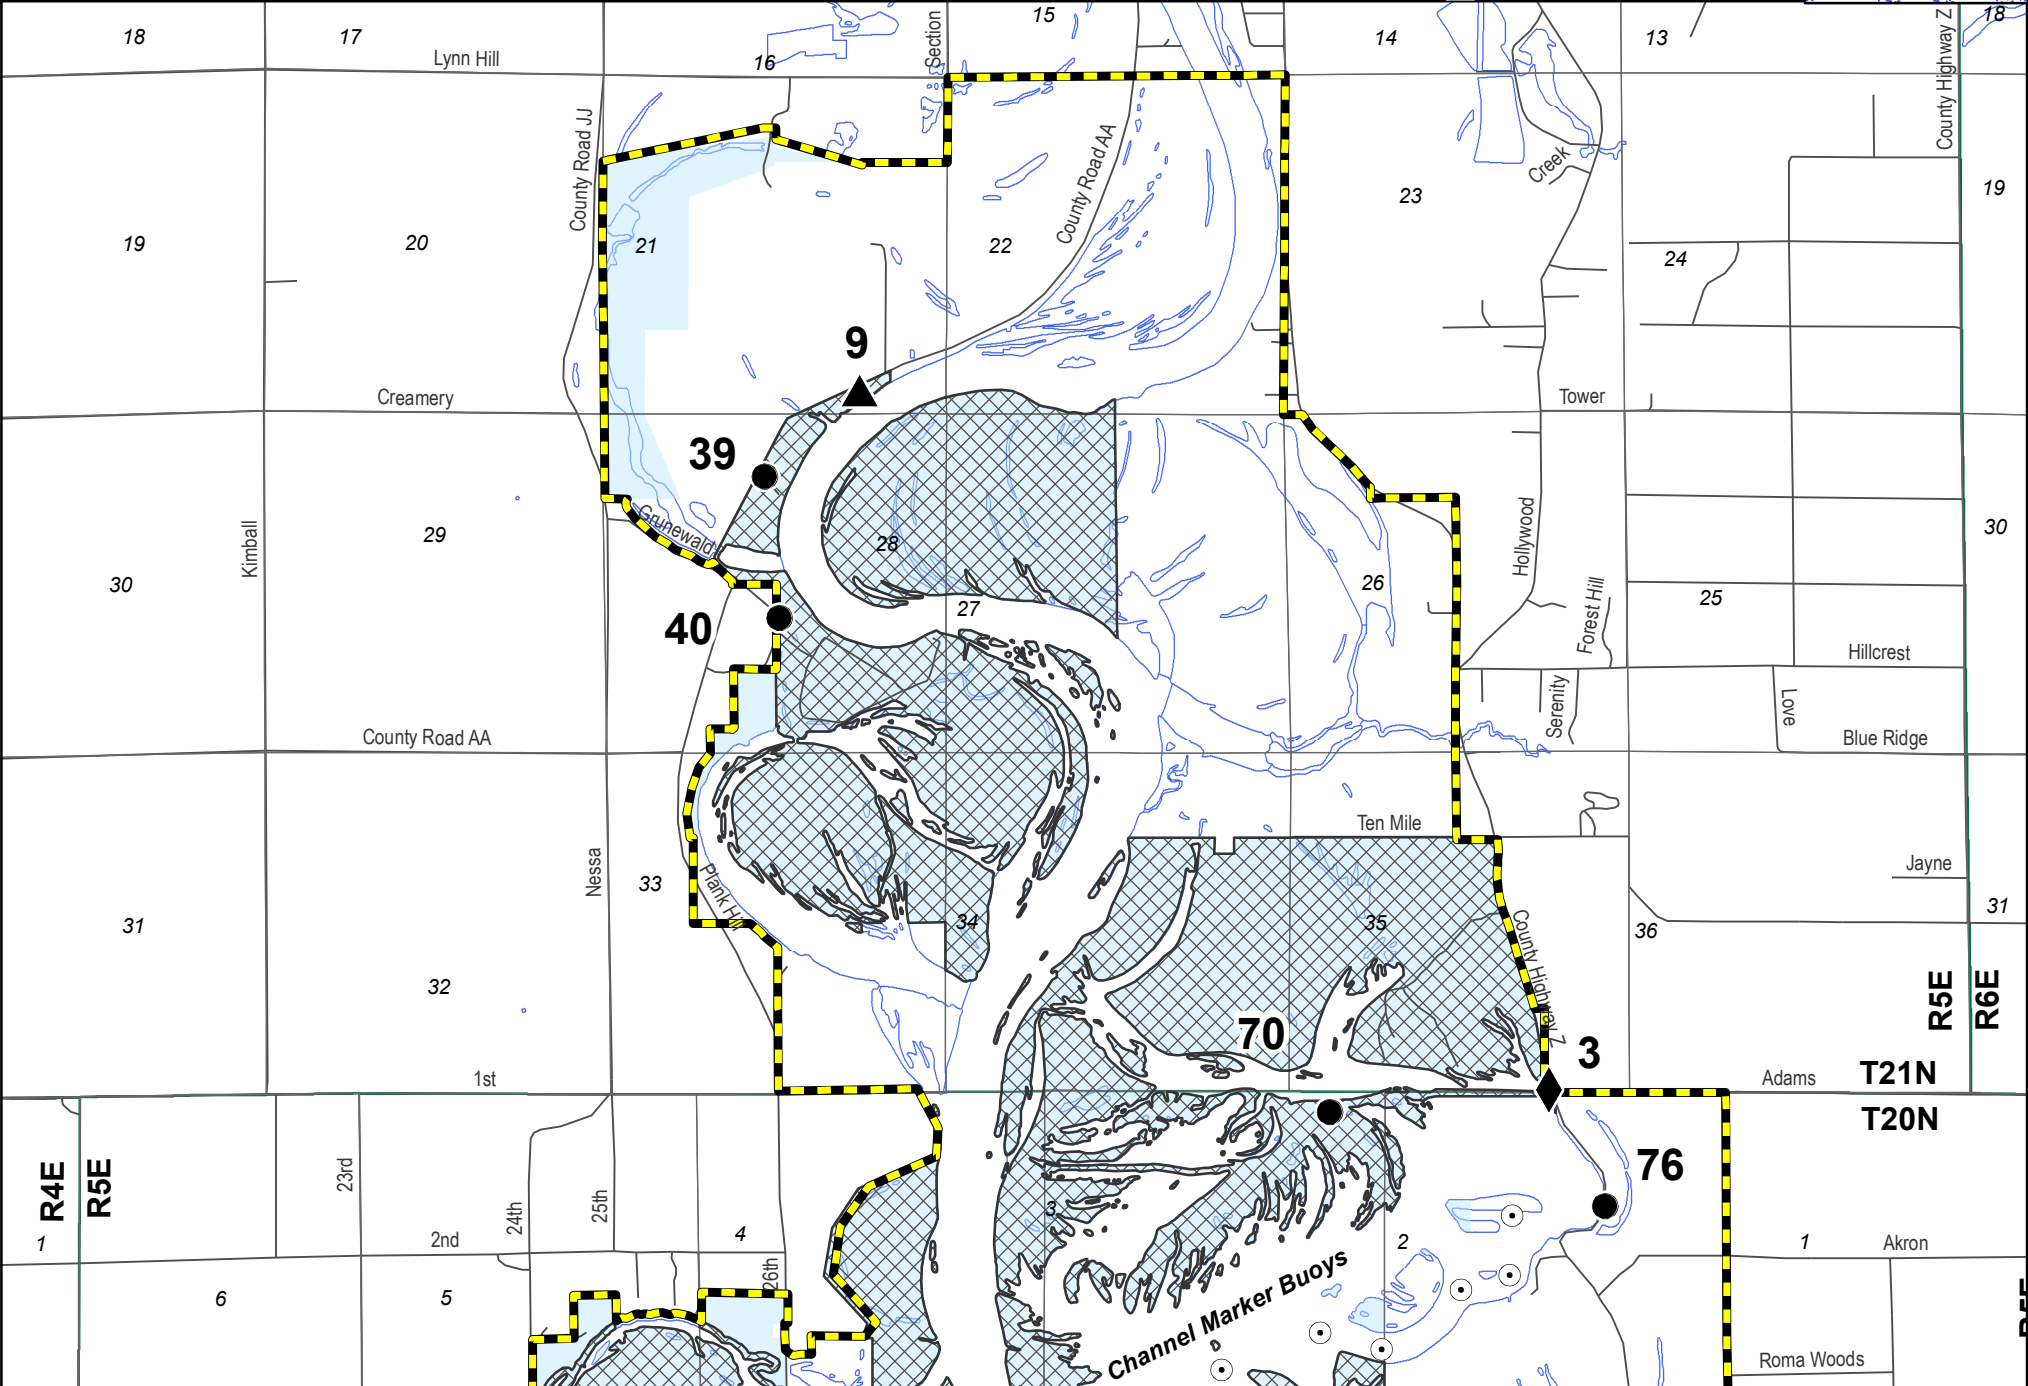 15
18
17
Lynn Hill
16
Section
14
13
County Highway Z
18
County Road JJ
County Road AA
Creek
19
20
21
22
23
24
19
9
Creamery
Tower
39
Kimball
29
30
Grunewald
28
27
26
Hollywood
Forest Hill
25
30
40
Hillcrest
Serenity
Love
County Road AA
Blue Ridge
Ten Mile
Nessa
33
Plank Hill
Jayne
31
32
34
35
County Highway Z
36
31
R5E
R6E
70
3
1st
Adams
T21N
T20N
R4E
R5E
23rd
24th
25th
26th
76
1
2nd
4
3
2
1
Akron
6
5
Channel Marker Buoys
Roma Woods